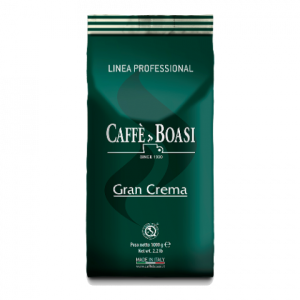 LINEA PROFESSIONAL
CAFFÈ BOASI
SINCE 1930
Gran Crema
Peso netto 1000 g ℮
Net wt. 2.2 lb
MADE IN ITALY